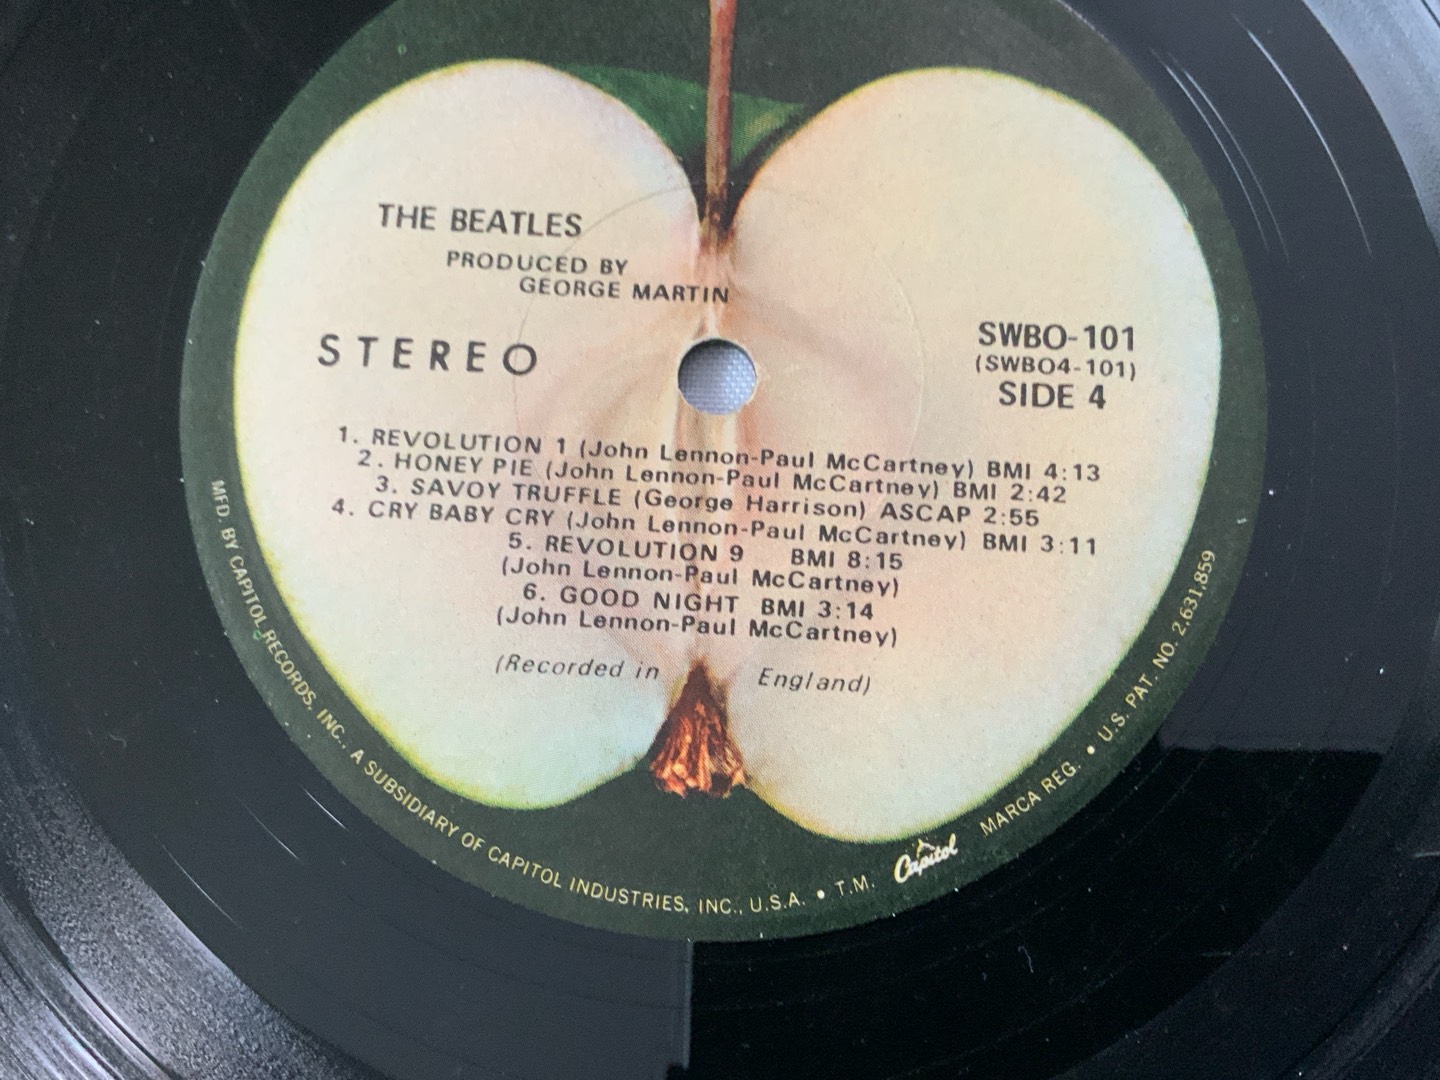 THE BEATLES
PRODUCED BY
GEORGE MARTIN
STEREO
SWBO-101
(SWBO4-101)
SIDE 4
1. REVOLUTION 1 (John Lennon-Paul McCartney) BMI 4:13
2. HONEY PIE (John Lennon-Paul McCartney) BMI 2:42
3. SAVOY TRUFFLE (George Harrison) ASCAP 2:55
4. CRY BABY CRY (John Lennon-Paul McCartney) BMI 3:11
5. REVOLUTION 9 BMI 8:15
(John Lennon-Paul McCartney)
6. GOOD NIGHT BMI 3:14
(John Lennon-Paul McCartney)
(Recorded in England)
MFD. BY CAPITOL RECORDS, INC., A SUBSIDIARY OF CAPITOL INDUSTRIES, INC., U.S.A. • T.M. Capitol MARCA REG. • U.S. PAT. NO. 2,631,859